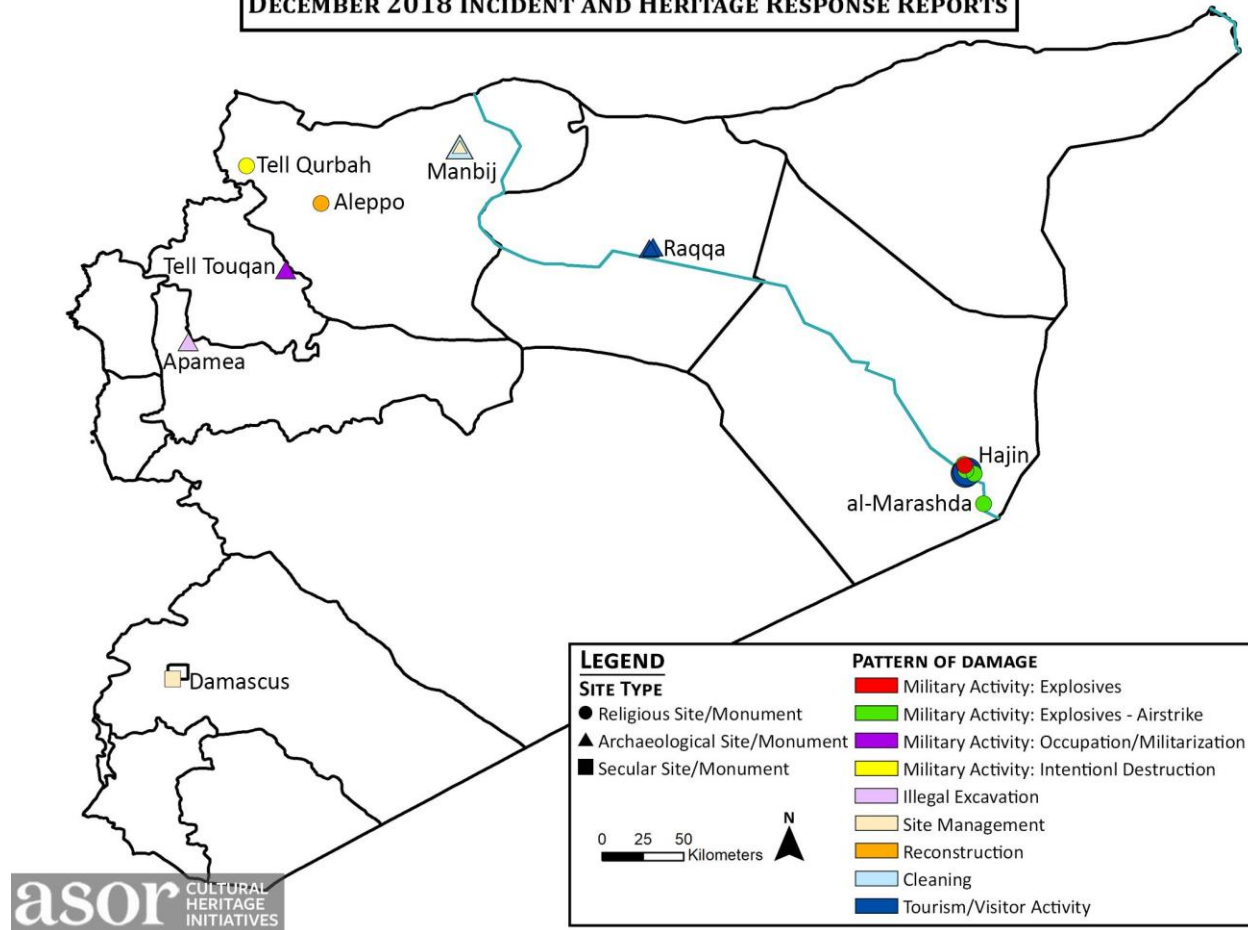 DECEMBER 2018 INCIDENT AND HERITAGE RESPONSE REPORTS
Tell Qurbah
Manbij
Aleppo
Raqqa
Tell Touqan
Apamea
Hajin
al-Marashda
Damascus
LEGEND
SITE TYPE
Religious Site/Monument
Archaeological Site/Monument
Secular Site/Monument
0 25 50
Kilometers
N
PATTERN OF DAMAGE
Military Activity: Explosives
Military Activity: Explosives - Airstrike
Military Activity: Occupation/Militarization
Military Activity: Intentionl Destruction
Illegal Excavation
Site Management
Reconstruction
Cleaning
Tourism/Visitor Activity
asor CULTURAL
HERITAGE
INITIATIVES